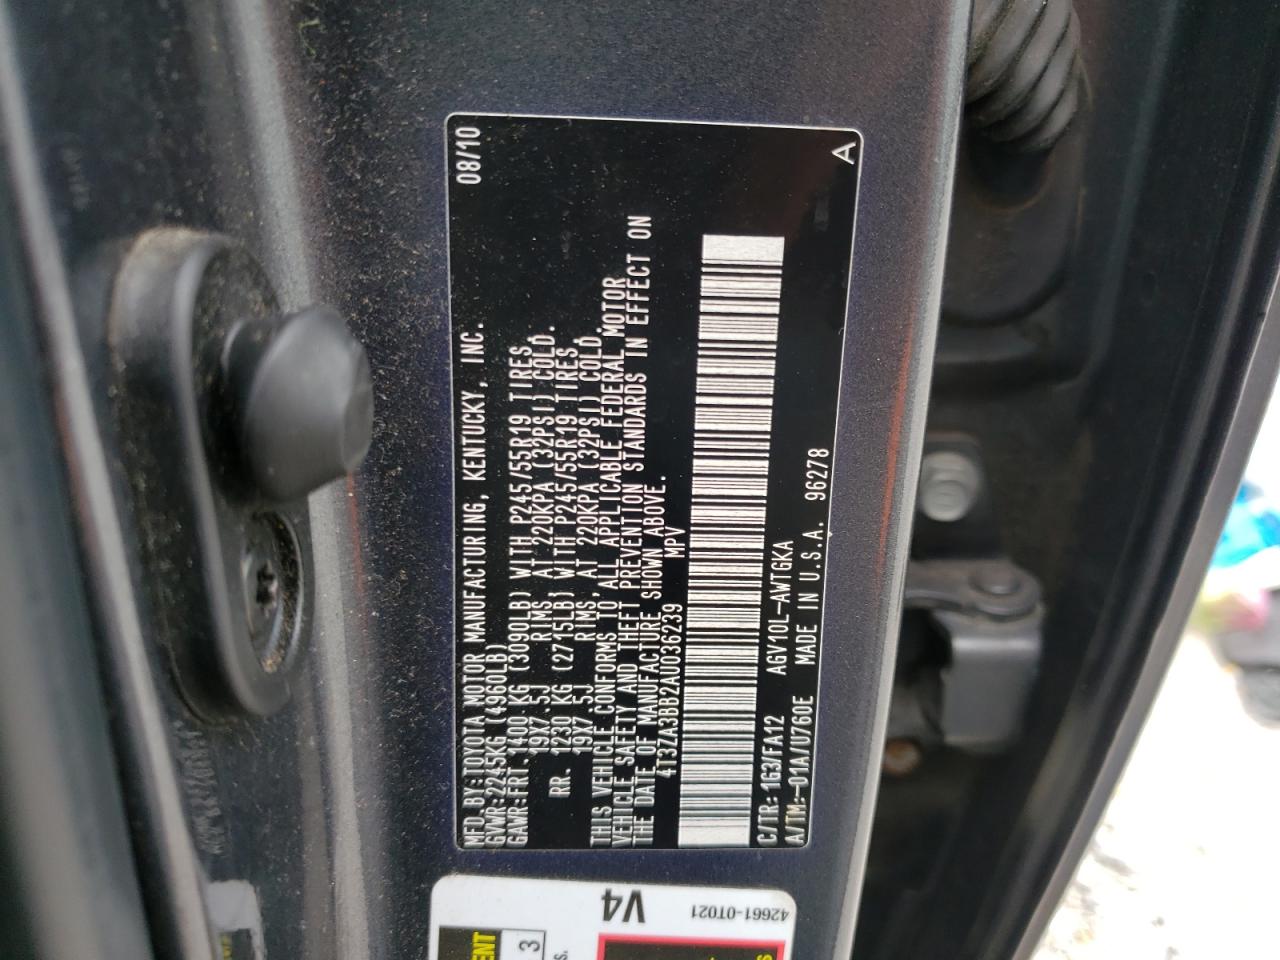 MFD.BY:TOYOTA MOTOR MANUFACTURING, KENTUCKY, INC. 08/10
GVWR:2245KG (4960LB)
GAWR:FRT.1400 KG (3090LB) WITH P245/55R19 TIRES,
19X7.5J RIMS, AT 220KPA (32PSI) COLD.
RR. 1230 KG (2715LB) WITH P245/55R19 TIRES,
19X7.5J RIMS, AT 220KPA (32PSI) COLD.
THIS VEHICLE CONFORMS TO ALL APPLICABLE FEDERAL MOTOR
VEHICLE SAFETY AND THEFT PREVENTION STANDARDS IN EFFECT ON
THE DATE OF MANUFACTURE SHOWN ABOVE.
4T3ZA3BB2AU036239 MPV
C/TR:1G3/FA12 AGV10L-AWTGKA
A/TM:-01A/U760E MADE IN U.S.A. 96278 A
V4
42661-0T021
3